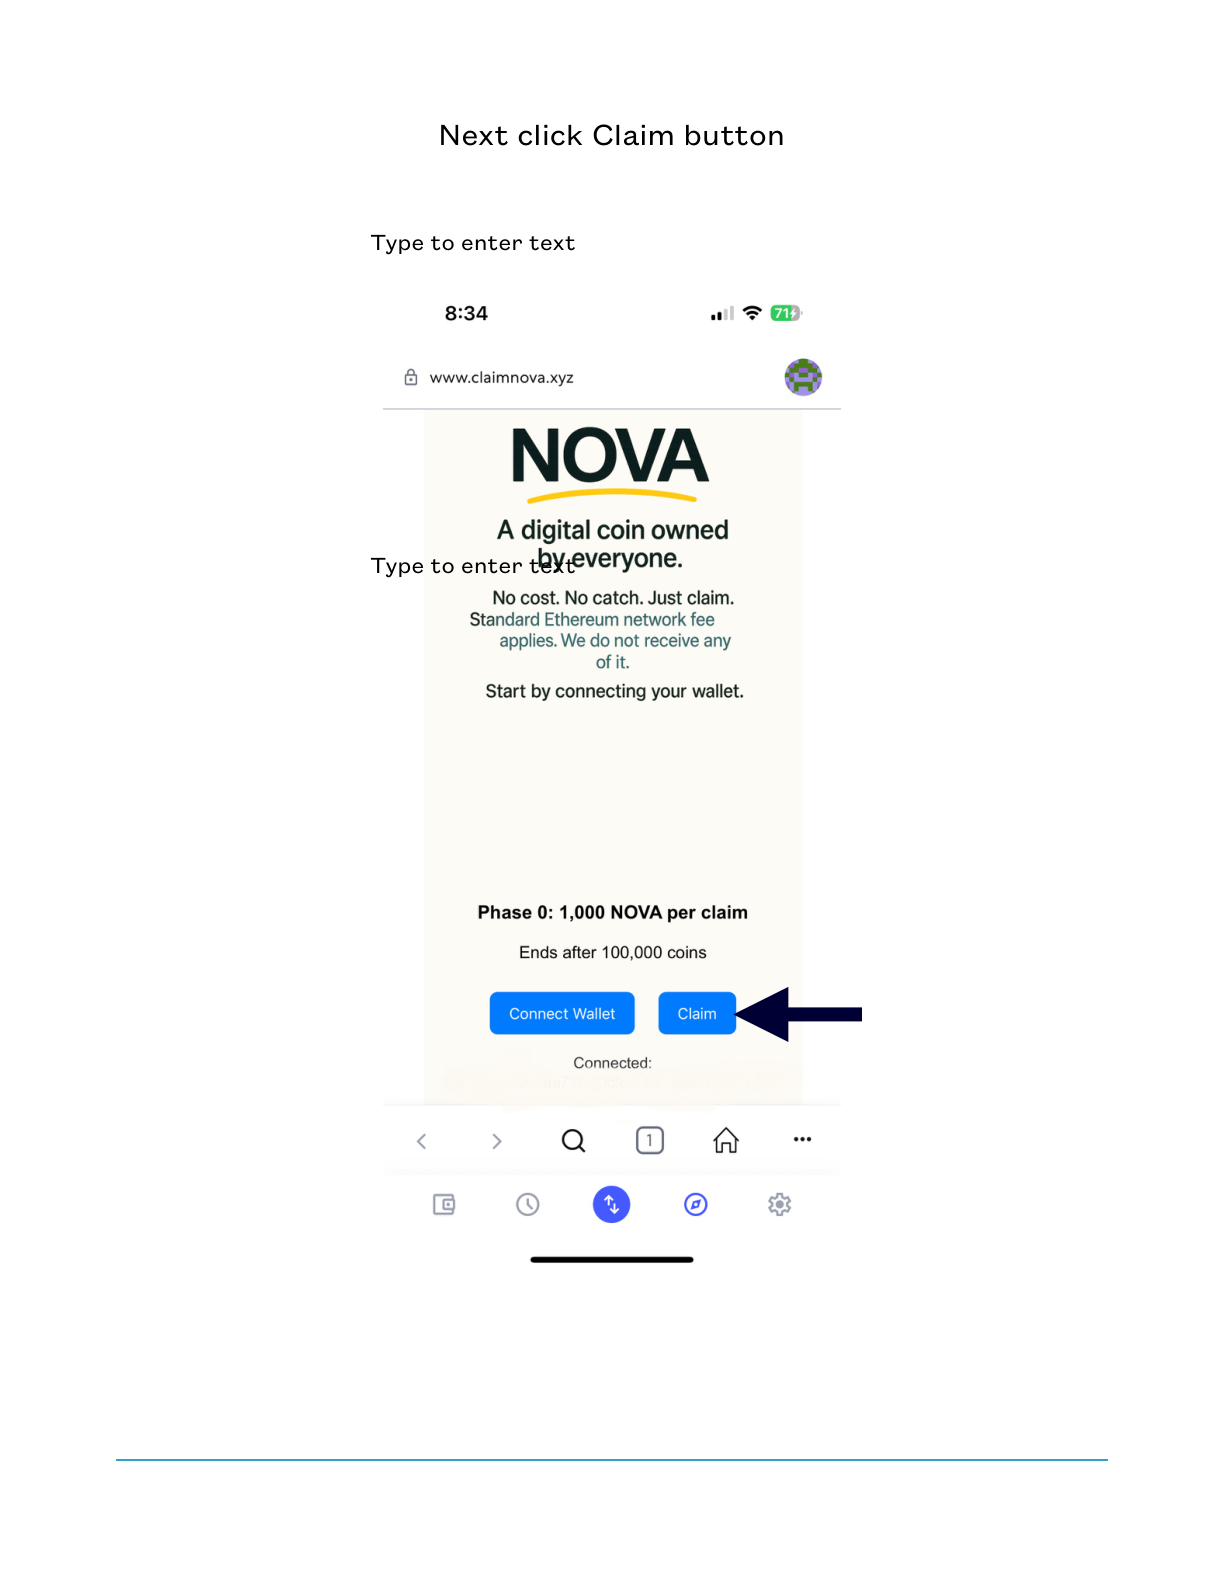 Next click Claim button
Type to enter text
8:34
71
www.claimnova.xyz
NOVA
A digital coin owned
by everyone.
Type to enter text
No cost. No catch. Just claim.
Standard Ethereum network fee
applies. We do not receive any
of it.
Start by connecting your wallet.
Phase 0: 1,000 NOVA per claim
Ends after 100,000 coins
Connect Wallet Claim
Connected:
1